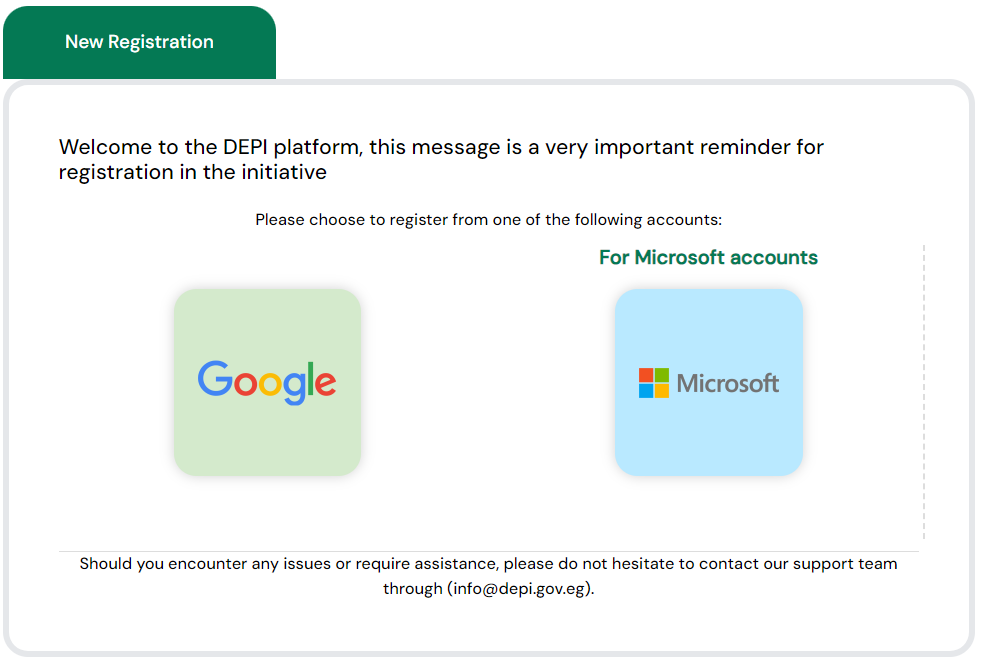 New Registration
Welcome to the DEPI platform, this message is a very important reminder for
registration in the initiative
Please choose to register from one of the following accounts:
For Microsoft accounts
Google
Microsoft
Should you encounter any issues or require assistance, please do not hesitate to contact our support team
through (info@depi.gov.eg).